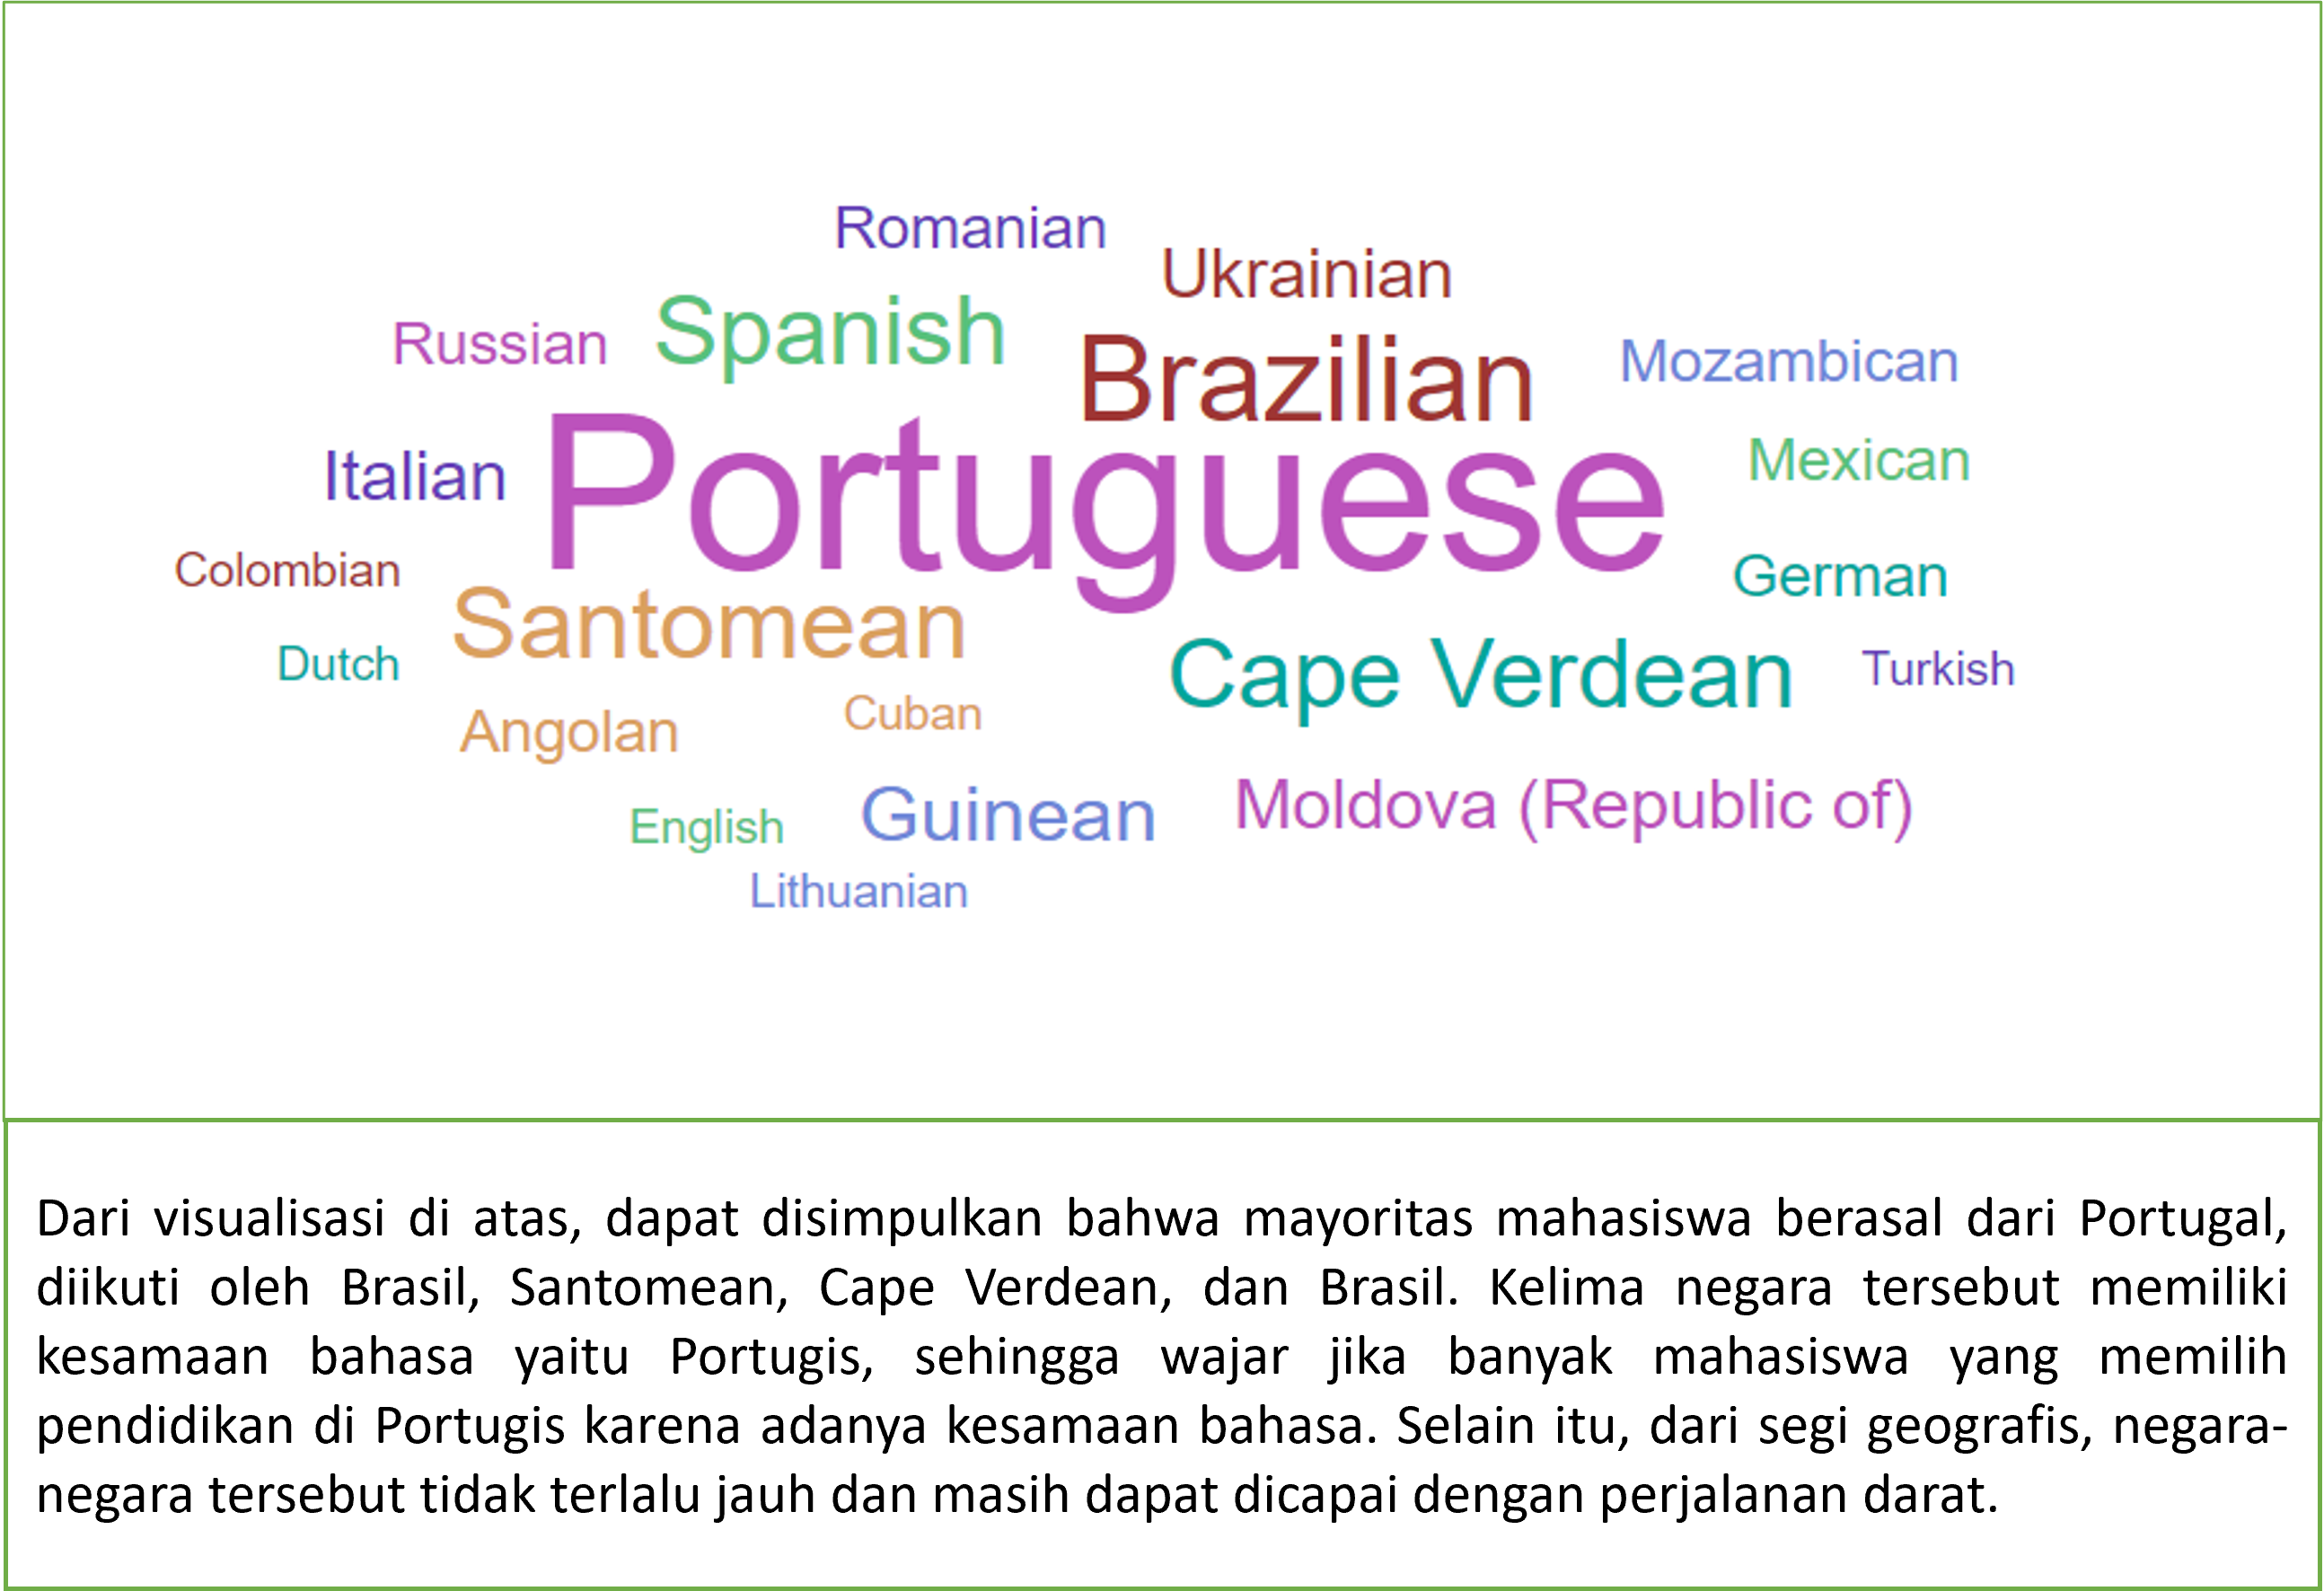 Romanian
Ukrainian
Spanish
Russian
Brazilian
Mozambican
Portuguese
Italian
Mexican
Colombian
German
Santomean
Dutch
Cape Verdean
Turkish
Angolan
Cuban
English
Guinean
Moldova (Republic of)
Lithuanian
Dari visualisasi di atas, dapat disimpulkan bahwa mayoritas mahasiswa berasal dari Portugal,
diikuti oleh Brasil, Santomean, Cape Verdean, dan Brasil. Kelima negara tersebut memiliki
kesamaan bahasa yaitu Portugis, sehingga wajar jika banyak mahasiswa yang memilih
pendidikan di Portugis karena adanya kesamaan bahasa. Selain itu, dari segi geografis, negara-
negara tersebut tidak terlalu jauh dan masih dapat dicapai dengan perjalanan darat.